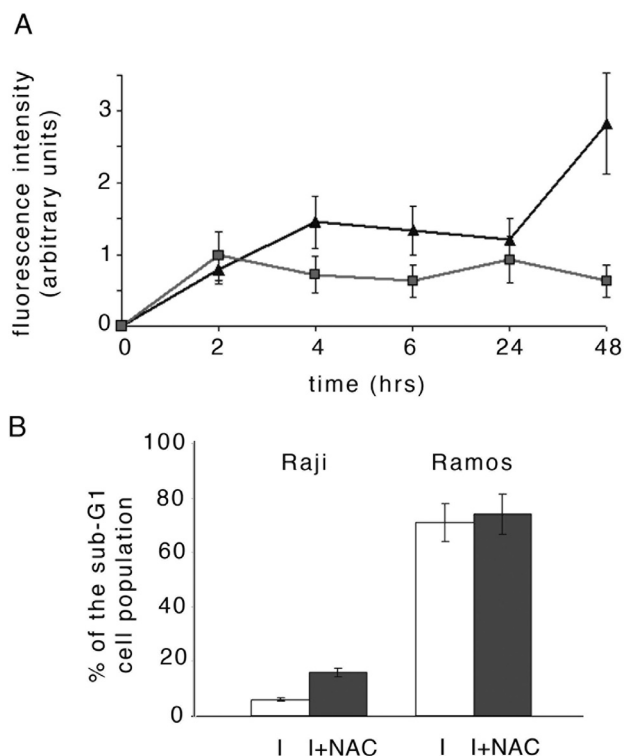 A
fluorescence intensity
(arbitrary units)
3
2
1
0
0 2 4 6 24 48
time (hrs)
B
% of the sub-G1
cell population
100
80
60
40
20
0
Raji Ramos
I I+NAC I I+NAC